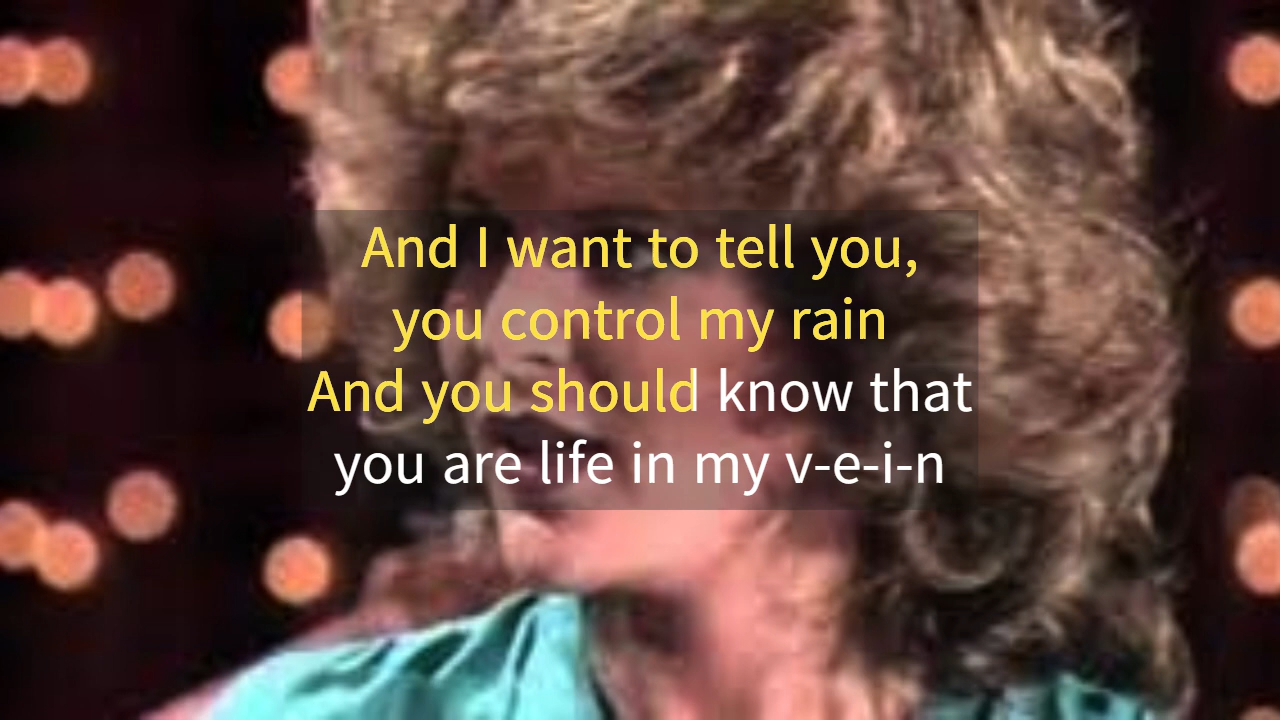 And I want to tell you,
you control my rain
And you should know that
you are life in my v-e-i-n